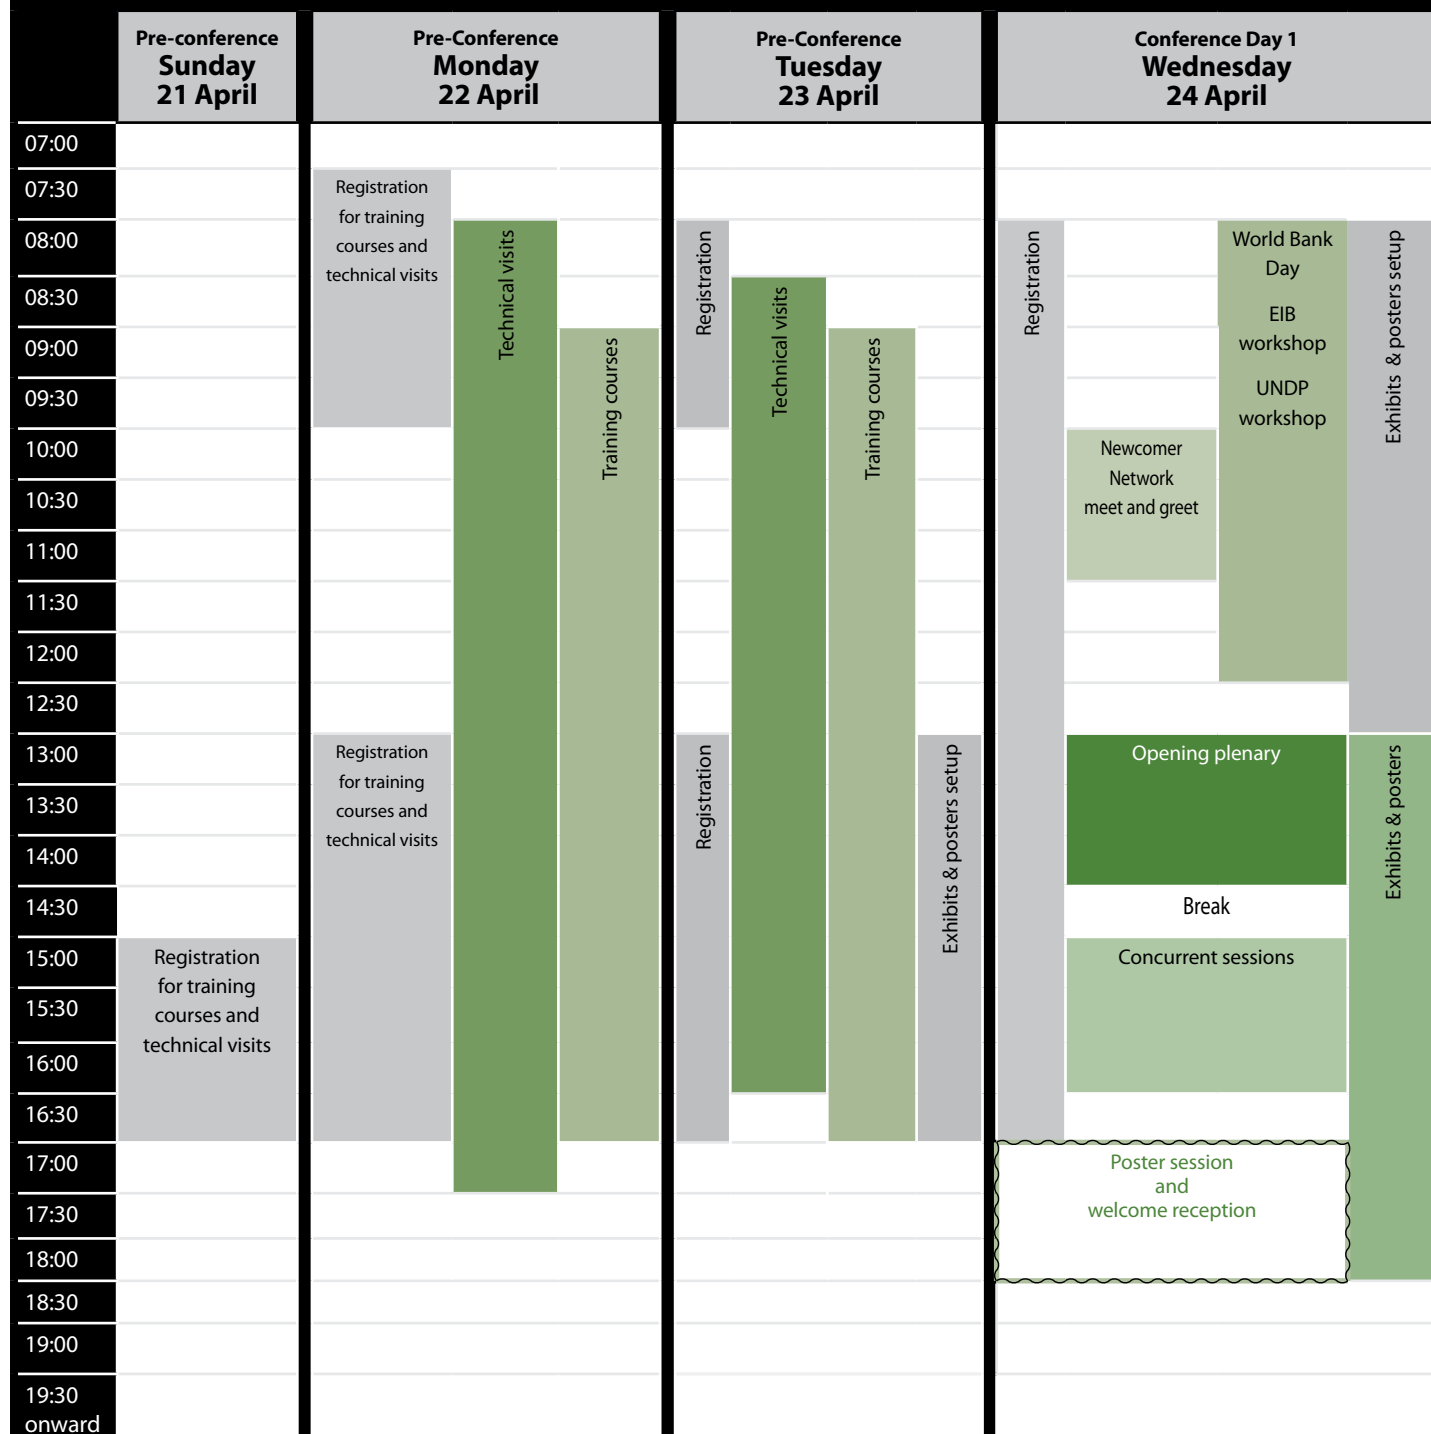 Pre-conference
Sunday
21 April
Pre-Conference
Monday
22 April
Pre-Conference
Tuesday
23 April
Conference Day 1
Wednesday
24 April
07:00
07:30
08:00
08:30
09:00
09:30
10:00
10:30
11:00
11:30
12:00
12:30
13:00
13:30
14:00
14:30
15:00
15:30
16:00
16:30
17:00
17:30
18:00
18:30
19:00
19:30
onward
Registration
for training
courses and
technical visits
Registration
for training
courses and
technical visits
Registration
for training
courses and
technical visits
Technical visits
Training courses
Registration
Registration
Technical visits
Training courses
Exhibits & posters setup
Registration
Newcomer
Network
meet and greet
World Bank
Day
EIB
workshop
UNDP
workshop
Exhibits & posters setup
Opening plenary
Break
Concurrent sessions
Exhibits & posters
Poster session
and
welcome reception